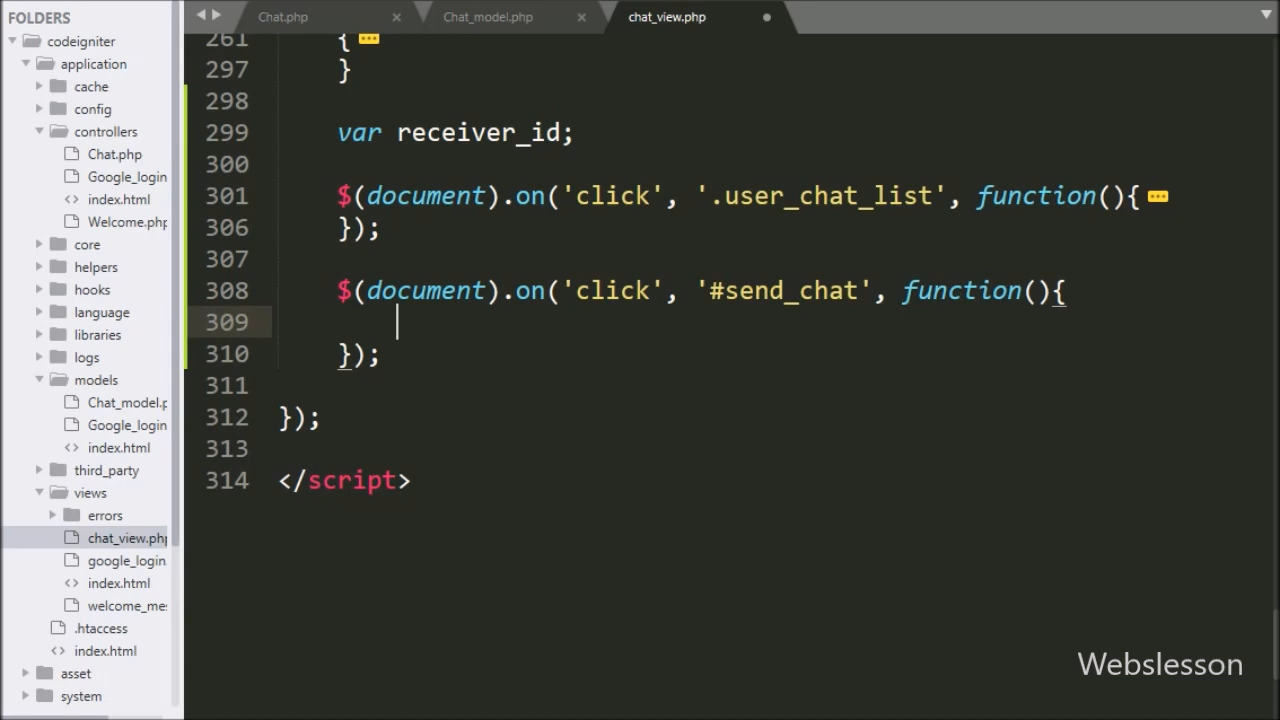 FOLDERS
codeigniter
application
cache
config
controllers
Chat.php
Google_login
index.html
Welcome.php
core
helpers
hooks
language
libraries
logs
models
Chat_model.p
Google_login
index.html
third_party
views
errors
chat_view.php
google_login.
index.html
welcome_mes
.htaccess
index.html
asset
system
Chat.php
Chat_model.php
chat_view.php
261 {
297 }
298
299 var receiver_id;
300
301 $(document).on('click', '.user_chat_list', function(){
306 });
307
308 $(document).on('click', '#send_chat', function(){
309
310 });
311
312 });
313
314 </script>
Webslesson